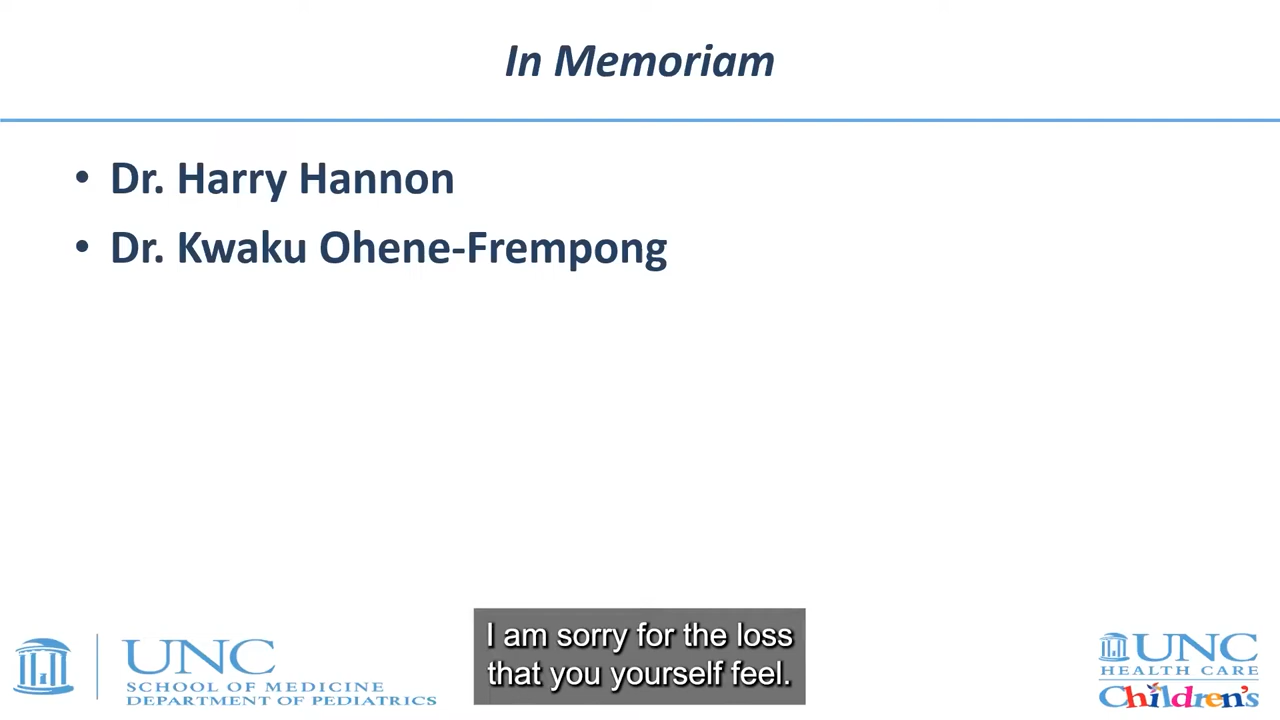 In Memoriam
• Dr. Harry Hannon
• Dr. Kwaku Ohene-Frempong
I am sorry for the loss
that you yourself feel.
UNC
SCHOOL OF MEDICINE
DEPARTMENT OF PEDIATRICS
UNC
HEALTH CARE
Children's